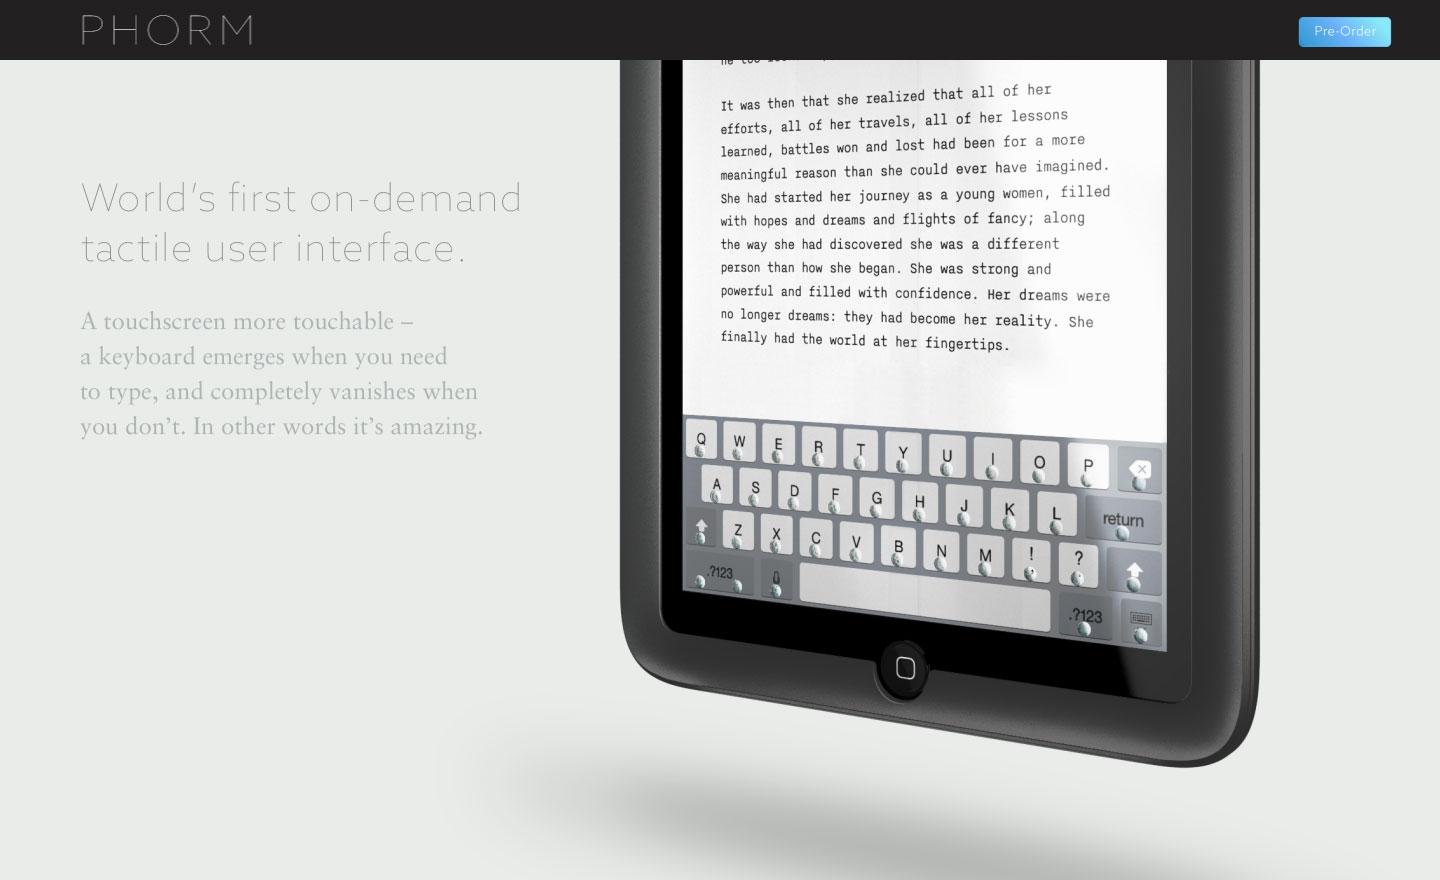 PHORM
Pre-Order
World's first on-demand
tactile user interface.
A touchscreen more touchable –
a keyboard emerges when you need
to type, and completely vanishes when
you don't. In other words it's amazing.
It was then that she realized that all of her
efforts, all of her travels, all of her lessons
learned, battles won and lost had been for a more
meaningful reason than she could ever have imagined.
She had started her journey as a young women, filled
with hopes and dreams and flights of fancy; along
the way she had discovered she was a different
person than how she began. She was strong and
powerful and filled with confidence. Her dreams were
no longer dreams: they had become her reality. She
finally had the world at her fingertips.
Q W E R T Y U I O P
A S D F G H J K L return
Z X C V B N M ! ?
.?123 .?123